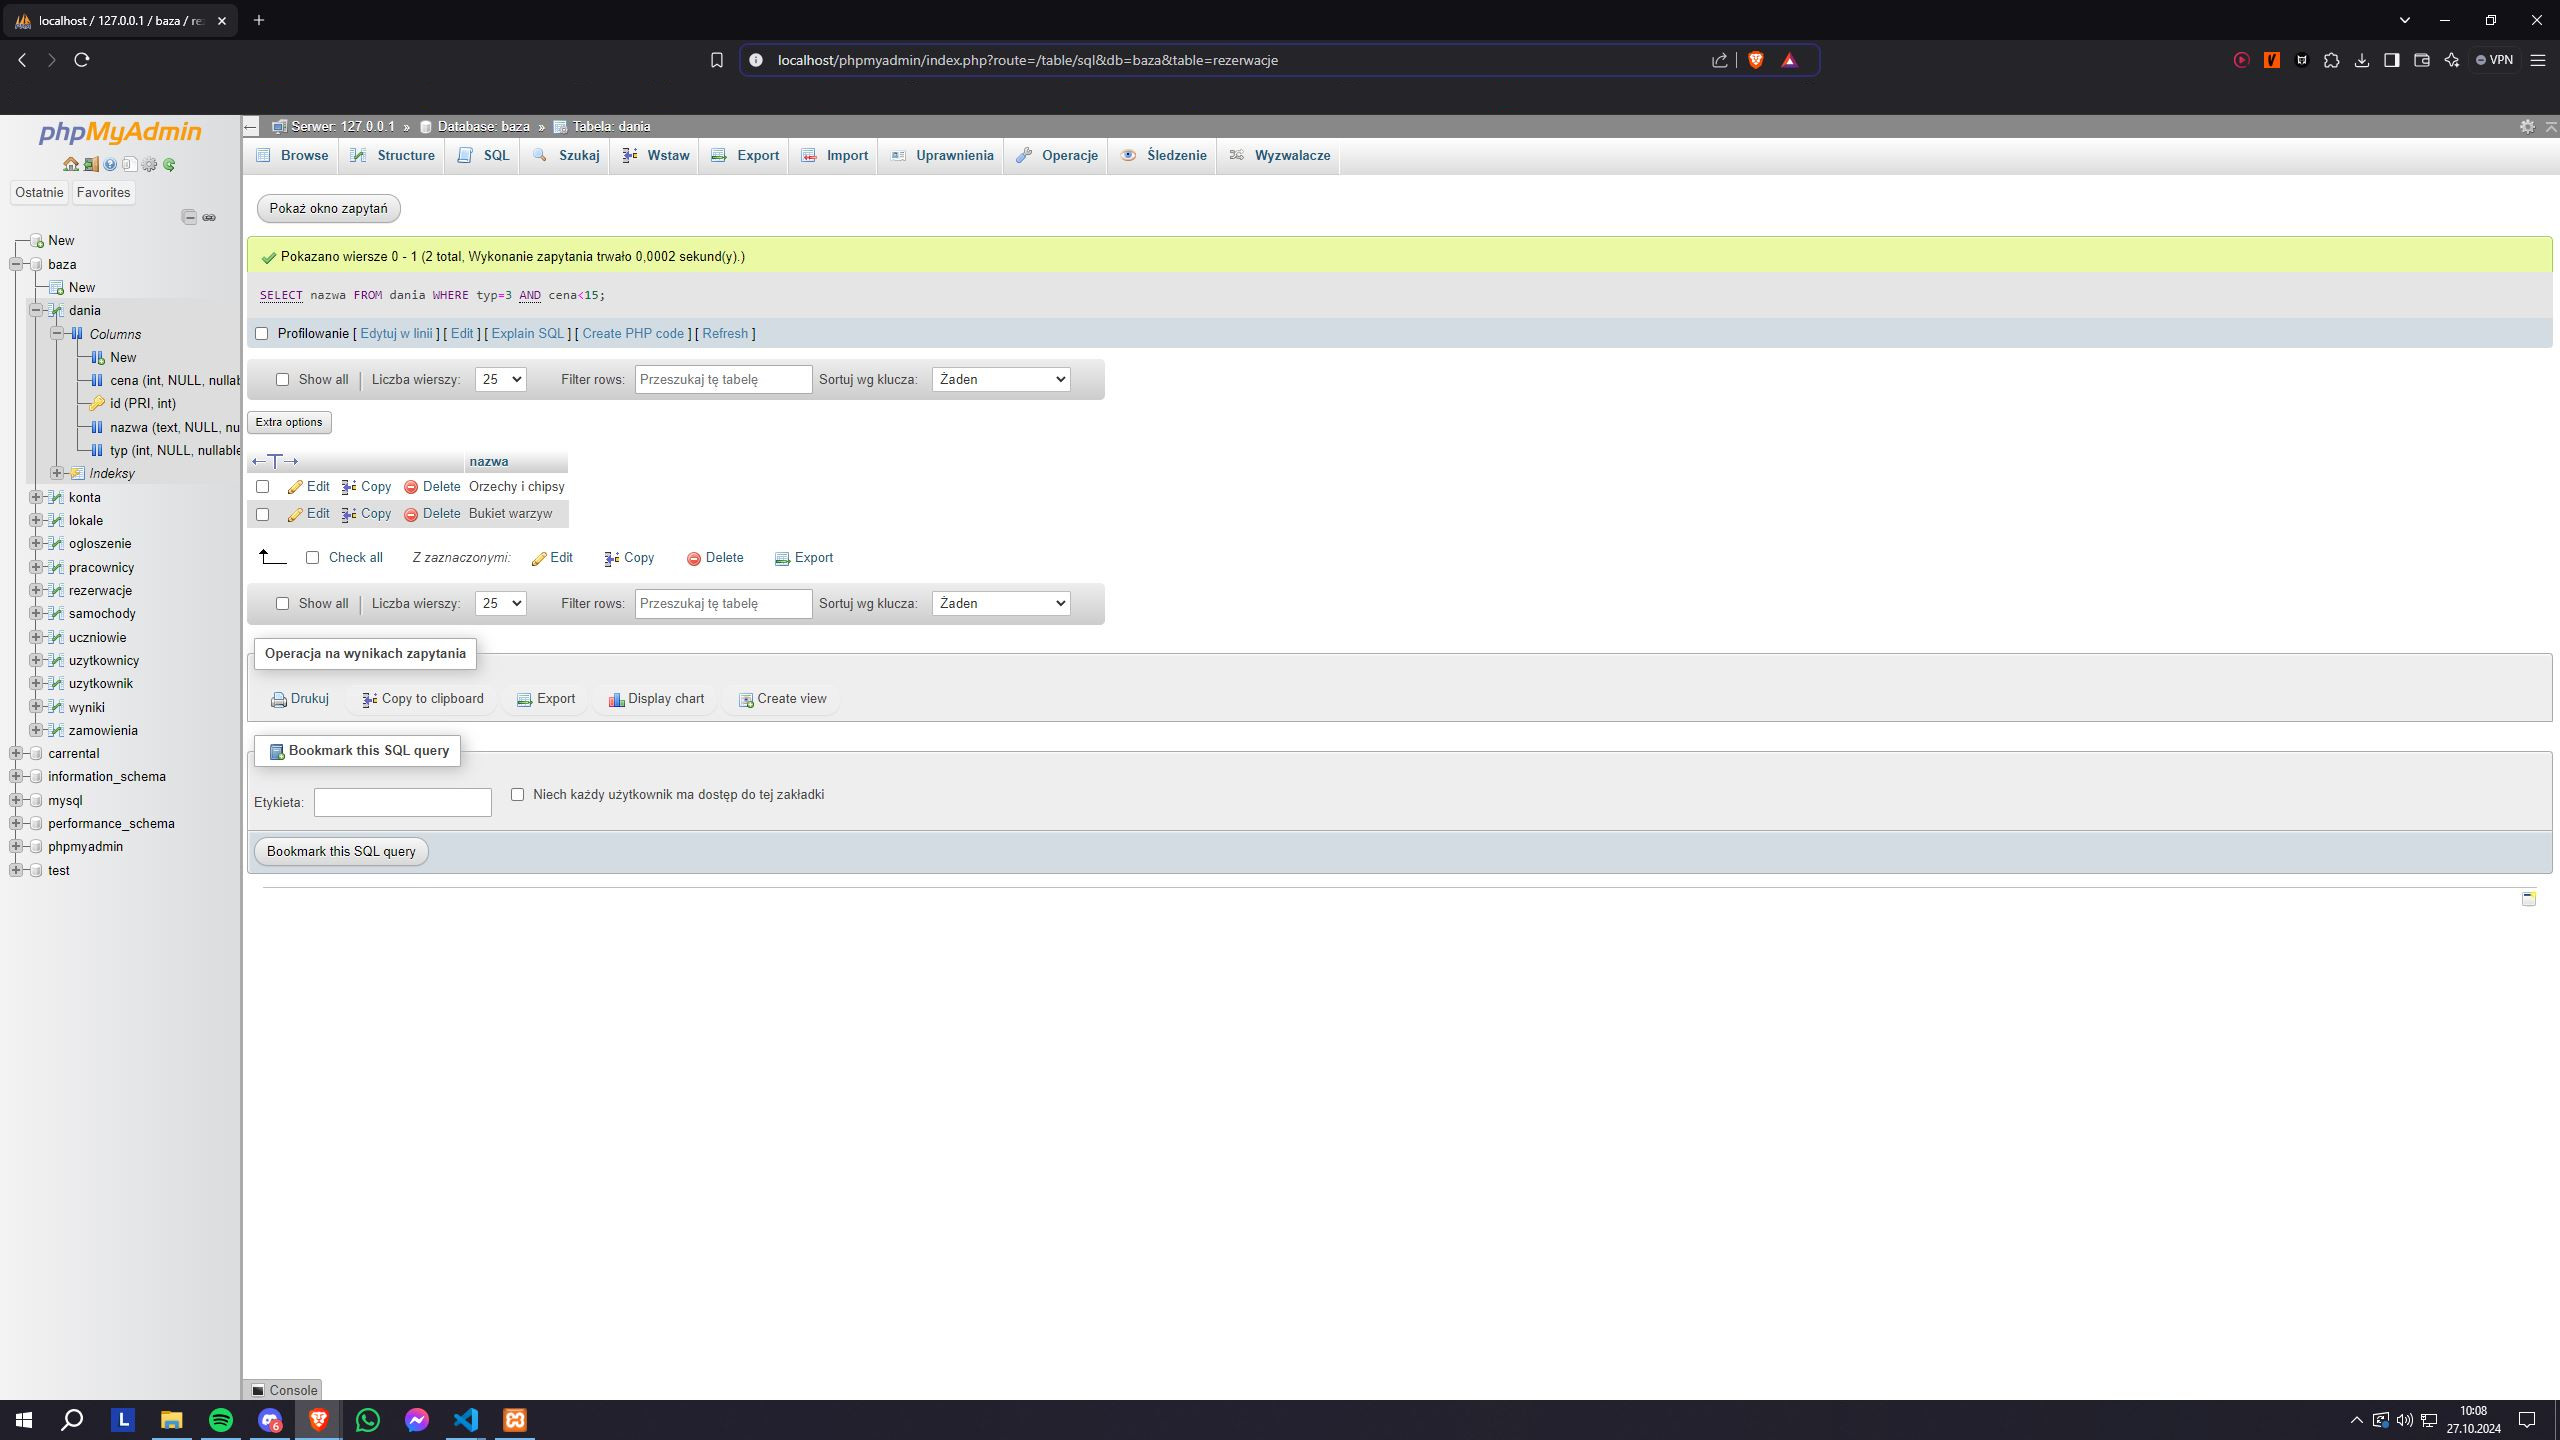 localhost / 127.0.0.1 / baza / re
localhost/phpmyadmin/index.php?route=/table/sql&db=baza&table=rezerwacje
VPN
phpMyAdmin
Ostatnie Favorites
New
baza
New
dania
Columns
New
cena (int, NULL, nullab
id (PRI, int)
nazwa (text, NULL, nu
typ (int, NULL, nullable
Indeksy
konta
lokale
ogloszenie
pracownicy
rezerwacje
samochody
uczniowie
uzytkownicy
uzytkownik
wyniki
zamowienia
carrental
information_schema
mysql
performance_schema
phpmyadmin
test
Serwer: 127.0.0.1 » Database: baza » Tabela: dania
Browse Structure SQL Szukaj Wstaw Export Import Uprawnienia Operacje Śledzenie Wyzwalacze
Pokaż okno zapytań
Pokazano wiersze 0 - 1 (2 total, Wykonanie zapytania trwało 0,0002 sekund(y).)
SELECT nazwa FROM dania WHERE typ=3 AND cena<15;
Profilowanie [ Edytuj w linii ] [ Edit ] [ Explain SQL ] [ Create PHP code ] [ Refresh ]
Show all | Liczba wierszy: 25 Filter rows: Przeszukaj tę tabelę Sortuj wg klucza: Żaden
Extra options
←T→ nazwa
Edit Copy Delete Orzechy i chipsy
Edit Copy Delete Bukiet warzyw
Check all Z zaznaczonymi: Edit Copy Delete Export
Show all | Liczba wierszy: 25 Filter rows: Przeszukaj tę tabelę Sortuj wg klucza: Żaden
Operacja na wynikach zapytania
Drukuj Copy to clipboard Export Display chart Create view
Bookmark this SQL query
Etykieta: Niech każdy użytkownik ma dostęp do tej zakładki
Bookmark this SQL query
Console
L
6
10:08
27.10.2024